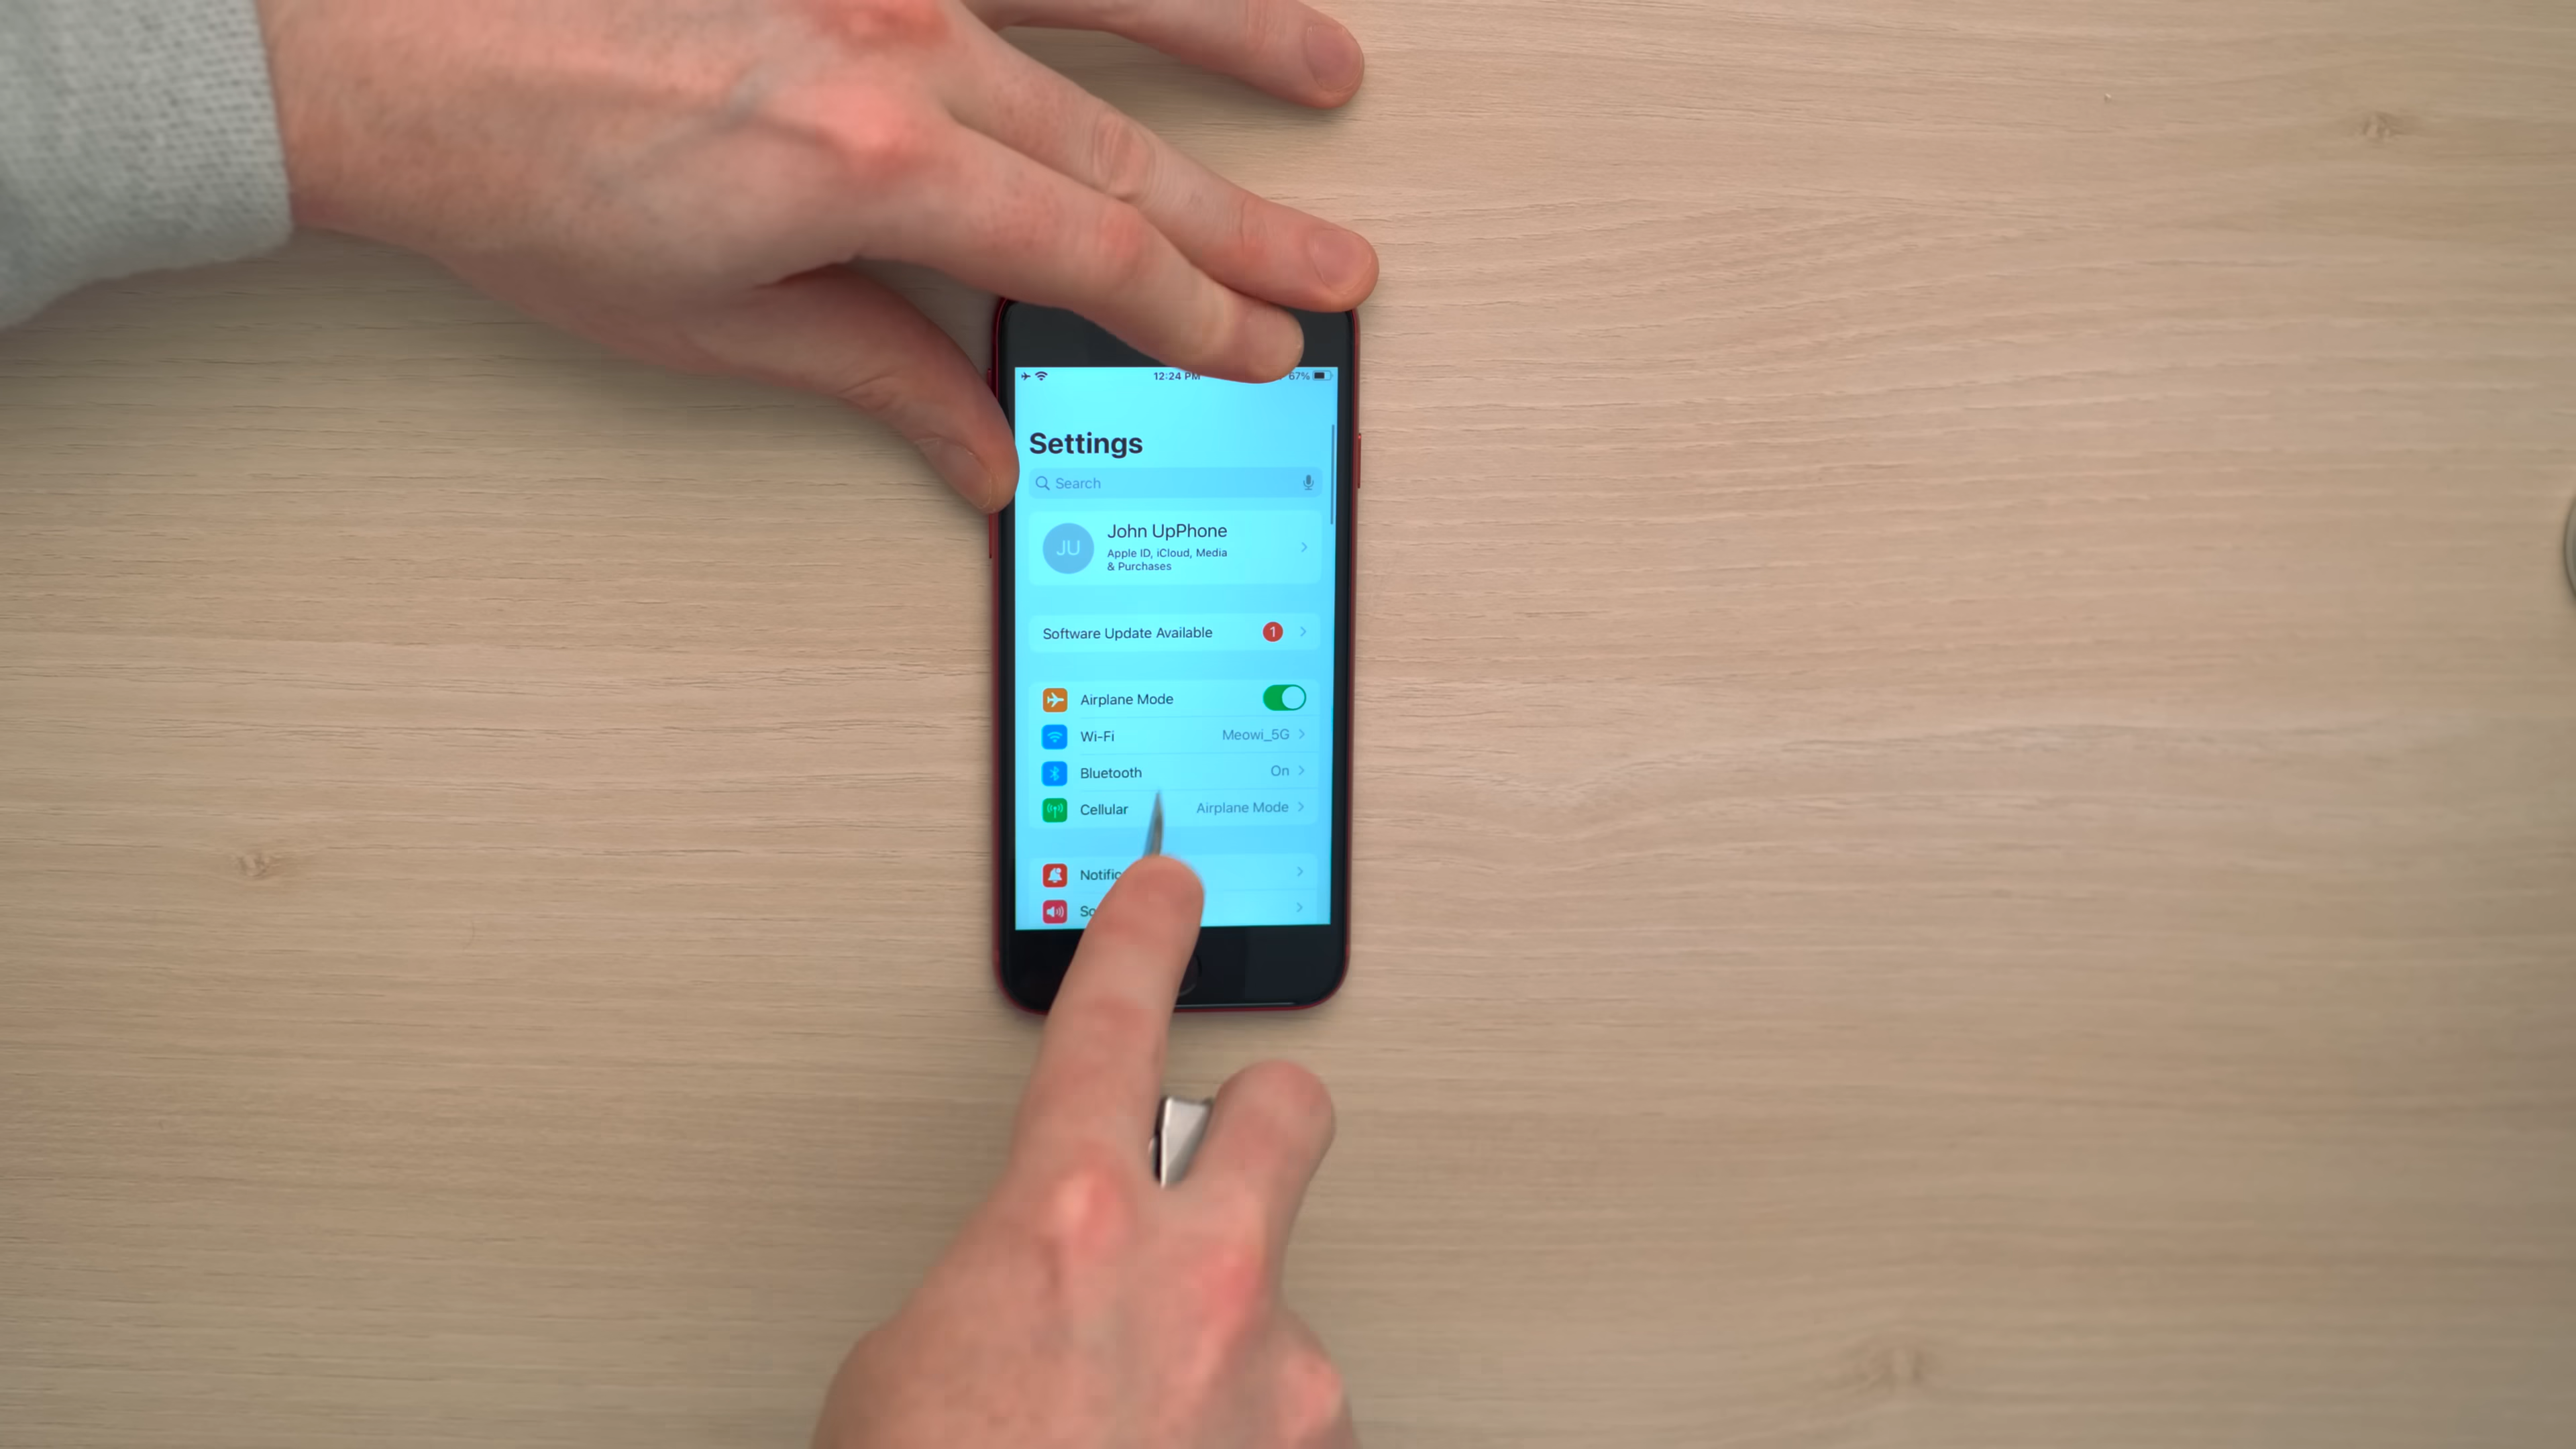 12:24 PM 67%
Settings
Search
JU
John UpPhone
Apple ID, iCloud, Media
& Purchases
Software Update Available 1
Airplane Mode
Wi-Fi Meowi_5G
Bluetooth On
Cellular Airplane Mode